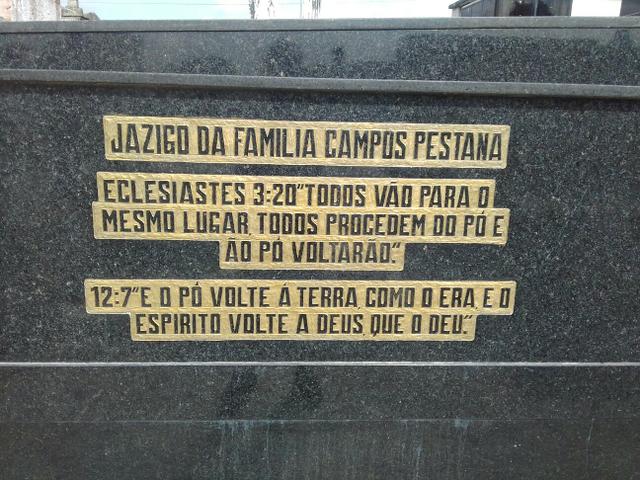 JAZIGO DA FAMILIA CAMPOS PESTANA
ECLESIASTES 3:20"TODOS VÃO PARA O
MESMO LUGAR, TODOS PROCEDEM DO PÓ E
ÃO PÓ VOLTARÃO."
12:7"E O PÓ VOLTE Á TERRA, COMO O ERA, E O
ESPIRITO VOLTE A DEUS, QUE O DEU."